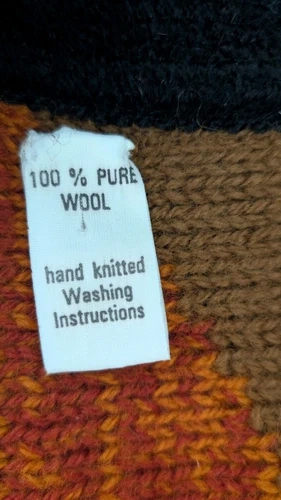 100 % PURE
WOOL
hand knitted
Washing
Instructions